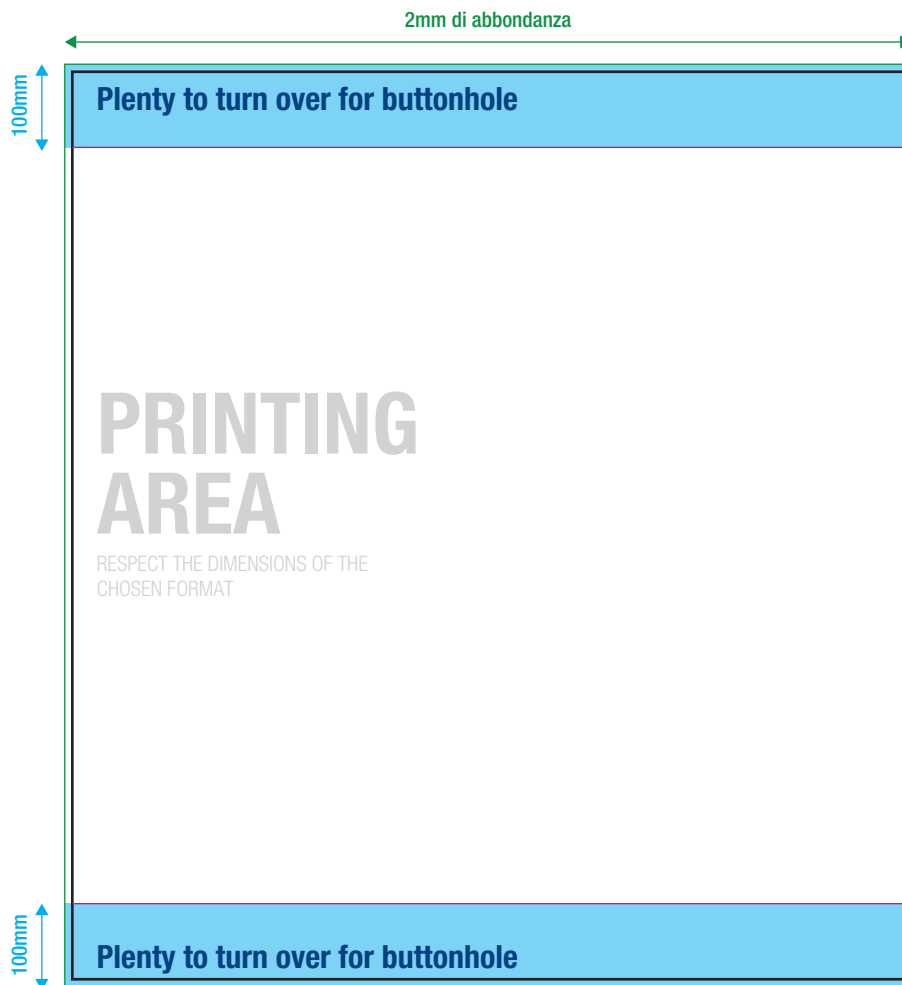 2mm di abbondanza
100mm
Plenty to turn over for buttonhole
PRINTING
AREA
RESPECT THE DIMENSIONS OF THE
CHOSEN FORMAT
100mm
Plenty to turn over for buttonhole